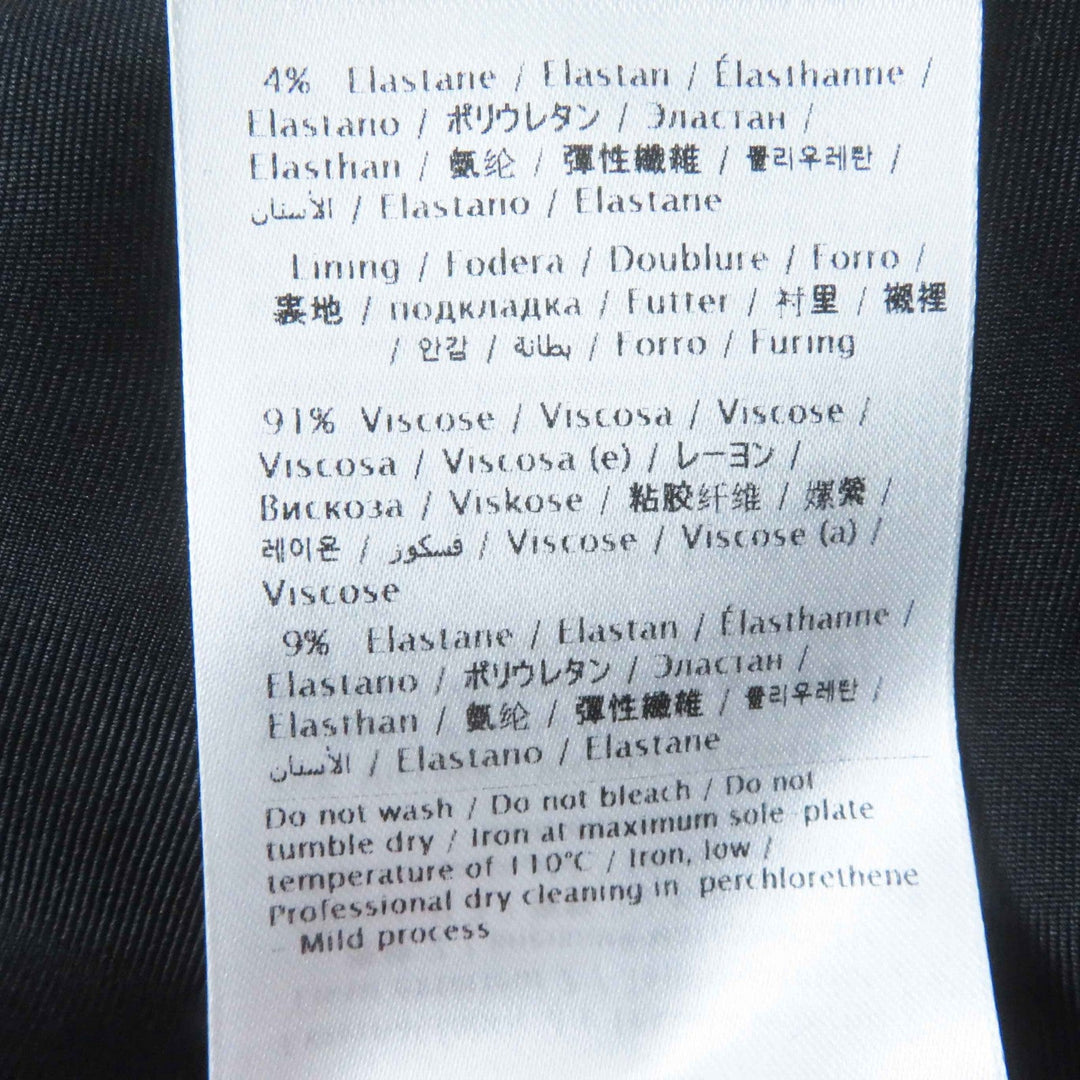 4% Elastane / Elastan / Élasthanne /
Elastano / ポリウレタン / Эластан /
Elasthan / 氨纶 / 彈性纖維 / 폴리우레탄 /
الأستان / Elastano / Elastane
Lining / Fodera / Doublure / Forro /
裏地 / подкладка / Futter / 衬里 / 襯裡
/ 안감 / بطانة / Forro / Furing
91% Viscose / Viscosa / Viscose /
Viscosa / Viscosa (e) / レーヨン /
Вискоза / Viskose / 粘胶纤维 / 嫘縈 /
레이온 / فسكوز / Viscose / Viscose (a) /
Viscose
9% Elastane / Elastan / Élasthanne /
Elastano / ポリウレタン / Эластан /
Elasthan / 氨纶 / 彈性纖維 / 폴리우레탄 /
الأستان / Elastano / Elastane
Do not wash / Do not bleach / Do not
tumble dry / Iron at maximum sole-plate
temperature of 110°C / Iron, low /
Professional dry cleaning in perchlorethene
- Mild process